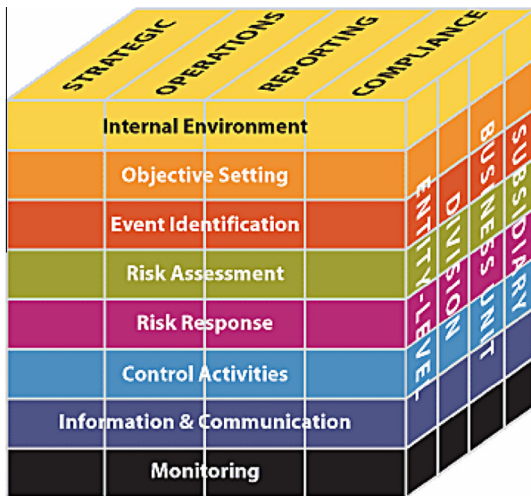 STRATEGIC
OPERATIONS
REPORTING
COMPLIANCE
Internal Environment
Objective Setting
Event Identification
Risk Assessment
Risk Response
Control Activities
Information & Communication
Monitoring
ENTITY-LEVEL
DIVISION
BUSINESS UNIT
SUBSIDIARY